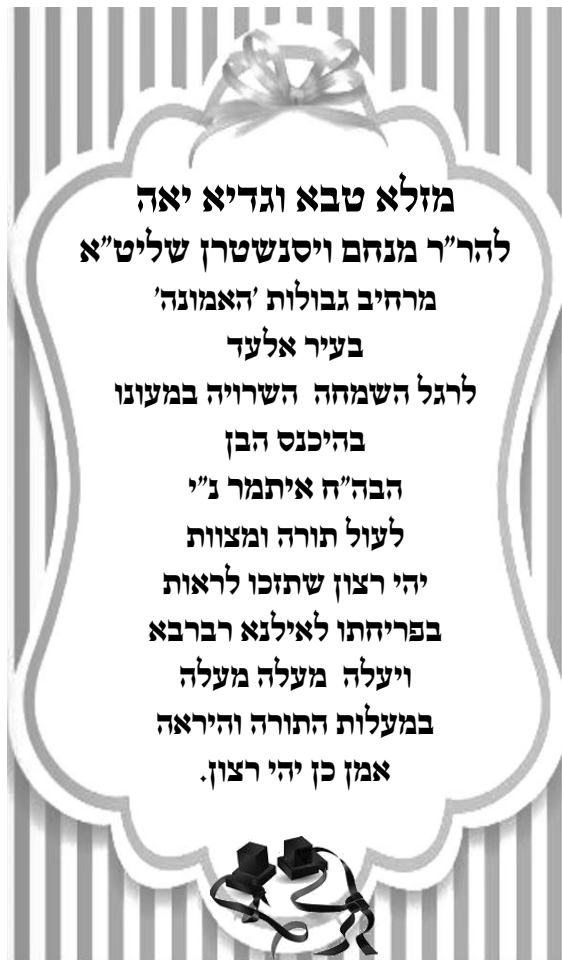 מזלא טבא וגדיא יאה
להר"ר מנחם ויסנשטרן שליט"א
מרחיב גבולות 'האמונה'
בעיר אלעד
לרגל השמחה השרויה במעונו
בהיכנס הבן
הבה"ח איתמר נ"י
לעול תורה ומצוות
יהי רצון שתזכו לראות
בפריחתו לאילנא רברבא
ויעלה מעלה מעלה
במעלות התורה והיראה
אמן כן יהי רצון.